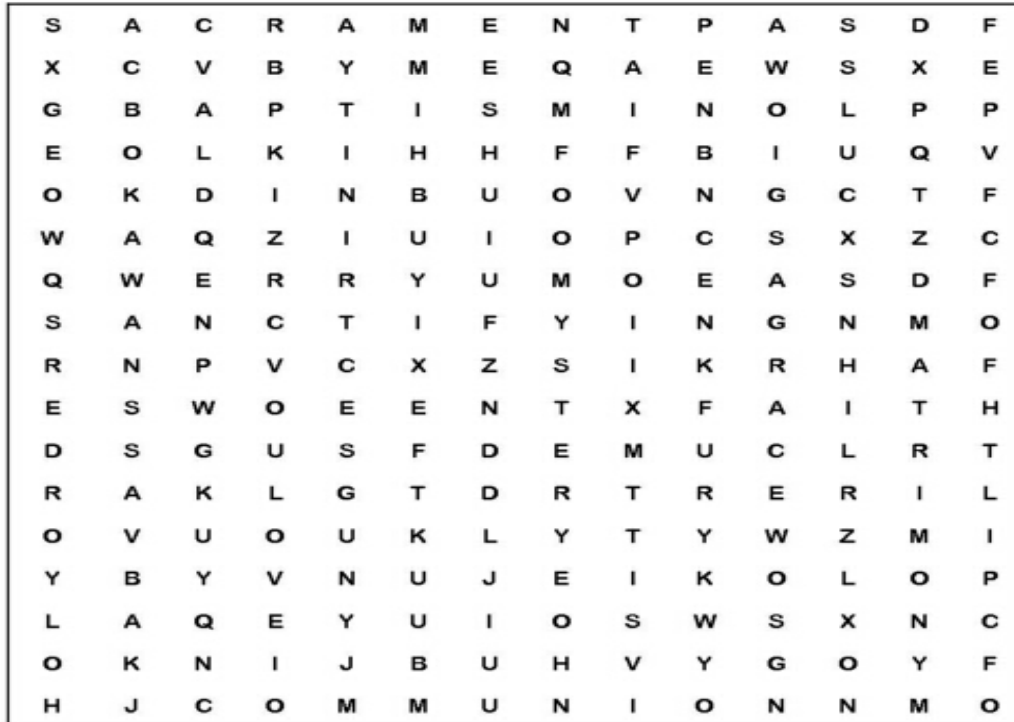 S A C R A M E N T P A S D F
X C V B Y M E Q A E W S X E
G B A P T I S M I N O L P P
E O L K I H H F F B I U Q V
O K D I N B U O V N G C T F
W A Q Z I U I O P C S X Z C
Q W E R R Y U M O E A S D F
S A N C T I F Y I N G N M O
R N P V C X Z S I K R H A F
E S W O E E N T X F A I T H
D S G U S F D E M U C L R T
R A K L G T D R T R E R I L
O V U O U K L Y T Y W Z M I
Y B Y V N U J E I K O L O P
L A Q E Y U I O S W S X N C
O K N I J B U H V Y G O Y F
H J C O M M U N I O N N M O